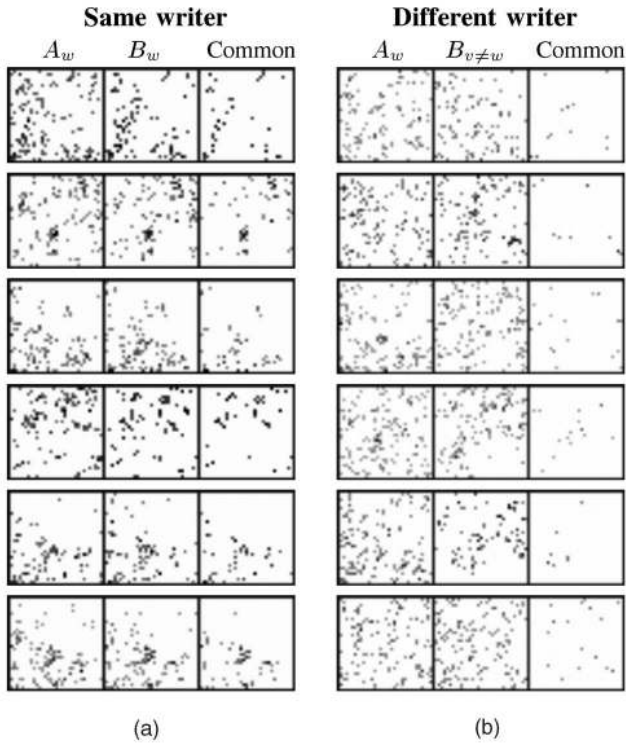 Same writer Different writer
A_w B_w Common A_w B_{v≠w} Common
(a) (b)